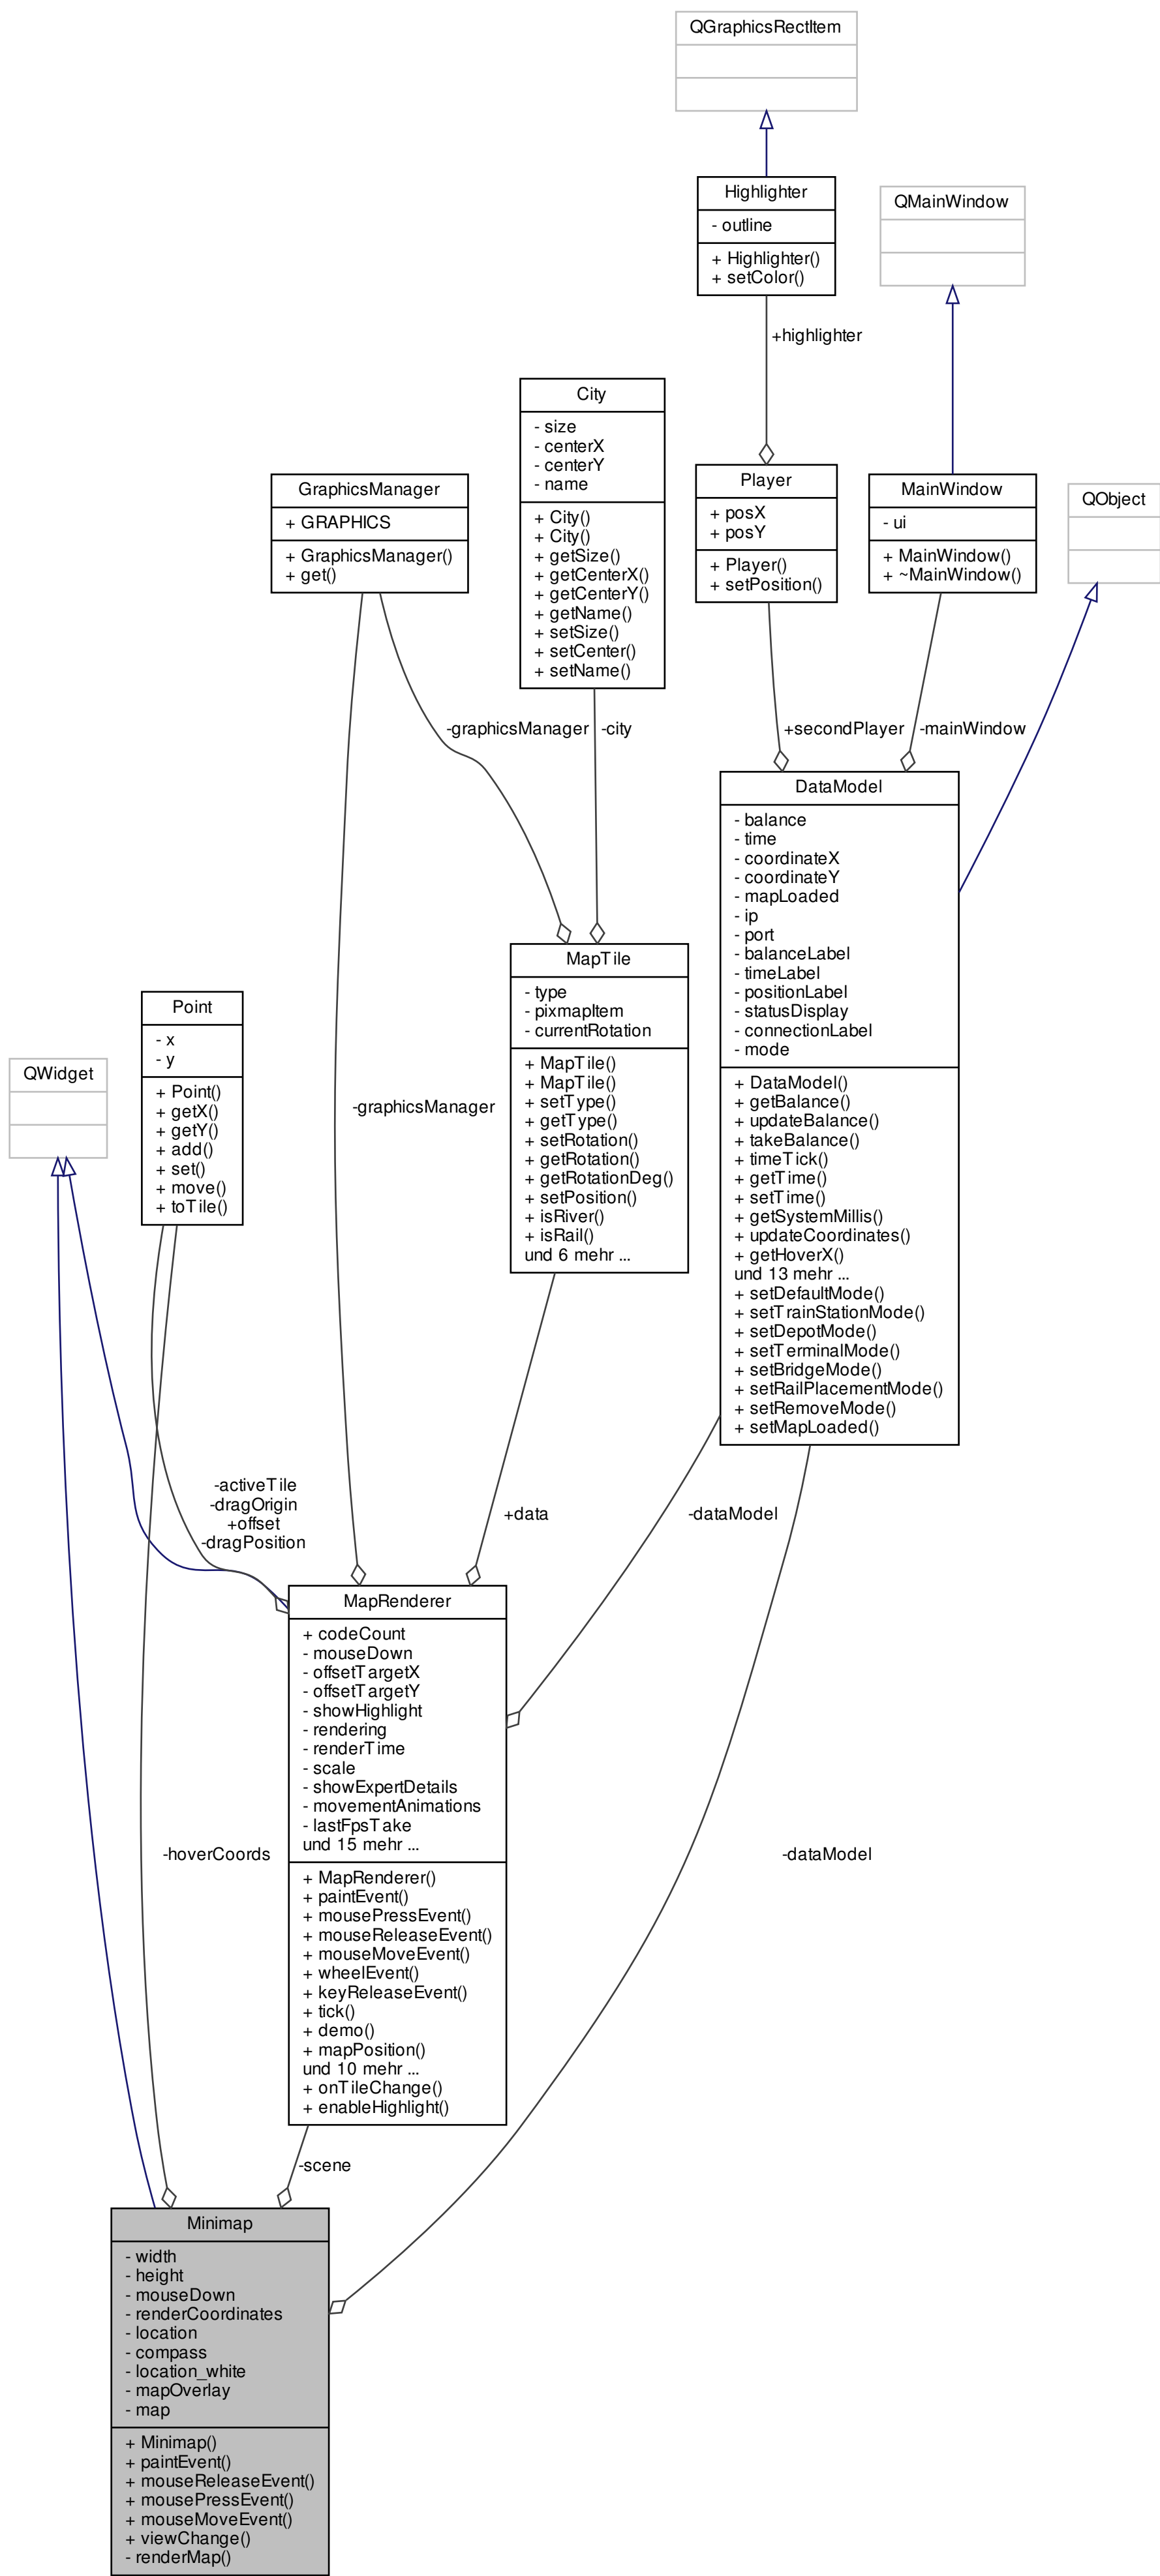 QGraphicsRectItem
Highlighter
- outline
+ Highlighter()
+ setColor()
QMainWindow
+highlighter
City
- size
- centerX
- centerY
- name
+ City()
+ City()
+ getSize()
+ getCenterX()
+ getCenterY()
+ getName()
+ setSize()
+ setCenter()
+ setName()
GraphicsManager
+ GRAPHICS
+ GraphicsManager()
+ get()
Player
+ posX
+ posY
+ Player()
+ setPosition()
MainWindow
- ui
+ MainWindow()
+ ~MainWindow()
QObject
-graphicsManager
-city
+secondPlayer
-mainWindow
DataModel
- balance
- time
- coordinateX
- coordinateY
- mapLoaded
- ip
- port
- balanceLabel
- timeLabel
- positionLabel
- statusDisplay
- connectionLabel
- mode
+ DataModel()
+ getBalance()
+ updateBalance()
+ takeBalance()
+ timeTick()
+ getTime()
+ setTime()
+ getSystemMillis()
+ updateCoordinates()
+ getHoverX()
und 13 mehr ...
+ setDefaultMode()
+ setTrainStationMode()
+ setDepotMode()
+ setTerminalMode()
+ setBridgeMode()
+ setRailPlacementMode()
+ setRemoveMode()
+ setMapLoaded()
MapTile
- type
- pixmapItem
- currentRotation
+ MapTile()
+ MapTile()
+ setType()
+ getType()
+ setRotation()
+ getRotation()
+ getRotationDeg()
+ setPosition()
+ isRiver()
+ isRail()
und 6 mehr ...
Point
- x
- y
+ Point()
+ getX()
+ getY()
+ add()
+ set()
+ move()
+ toTile()
QWidget
-graphicsManager
-activeTile
-dragOrigin
+offset
-dragPosition
+data
-dataModel
MapRenderer
+ codeCount
- mouseDown
- offsetTargetX
- offsetTargetY
- showHighlight
- rendering
- renderTime
- scale
- showExpertDetails
- movementAnimations
- lastFpsTake
und 15 mehr ...
+ MapRenderer()
+ paintEvent()
+ mousePressEvent()
+ mouseReleaseEvent()
+ mouseMoveEvent()
+ wheelEvent()
+ keyReleaseEvent()
+ tick()
+ demo()
+ mapPosition()
und 10 mehr ...
+ onTileChange()
+ enableHighlight()
-hoverCoords
-dataModel
-scene
Minimap
- width
- height
- mouseDown
- renderCoordinates
- location
- compass
- location_white
- mapOverlay
- map
+ Minimap()
+ paintEvent()
+ mouseReleaseEvent()
+ mousePressEvent()
+ mouseMoveEvent()
+ viewChange()
- renderMap()